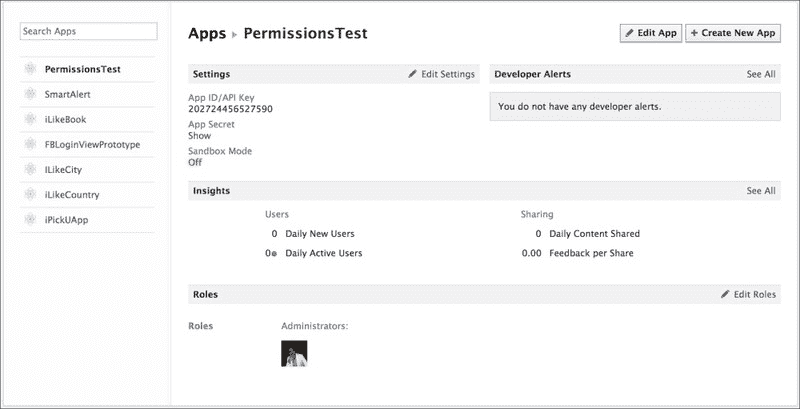 Search Apps
PermissionsTest
SmartAlert
iLikeBook
FBLoginViewPrototype
ILikeCity
iLikeCountry
iPickUApp
Apps ▸ PermissionsTest
Edit App
+ Create New App
Settings
Edit Settings
App ID/API Key
202724456527590
App Secret
Show
Sandbox Mode
Off
Developer Alerts
See All
You do not have any developer alerts.
Insights
See All
Users
0 Daily New Users
0 Daily Active Users
Sharing
0 Daily Content Shared
0.00 Feedback per Share
Roles
Edit Roles
Roles
Administrators: